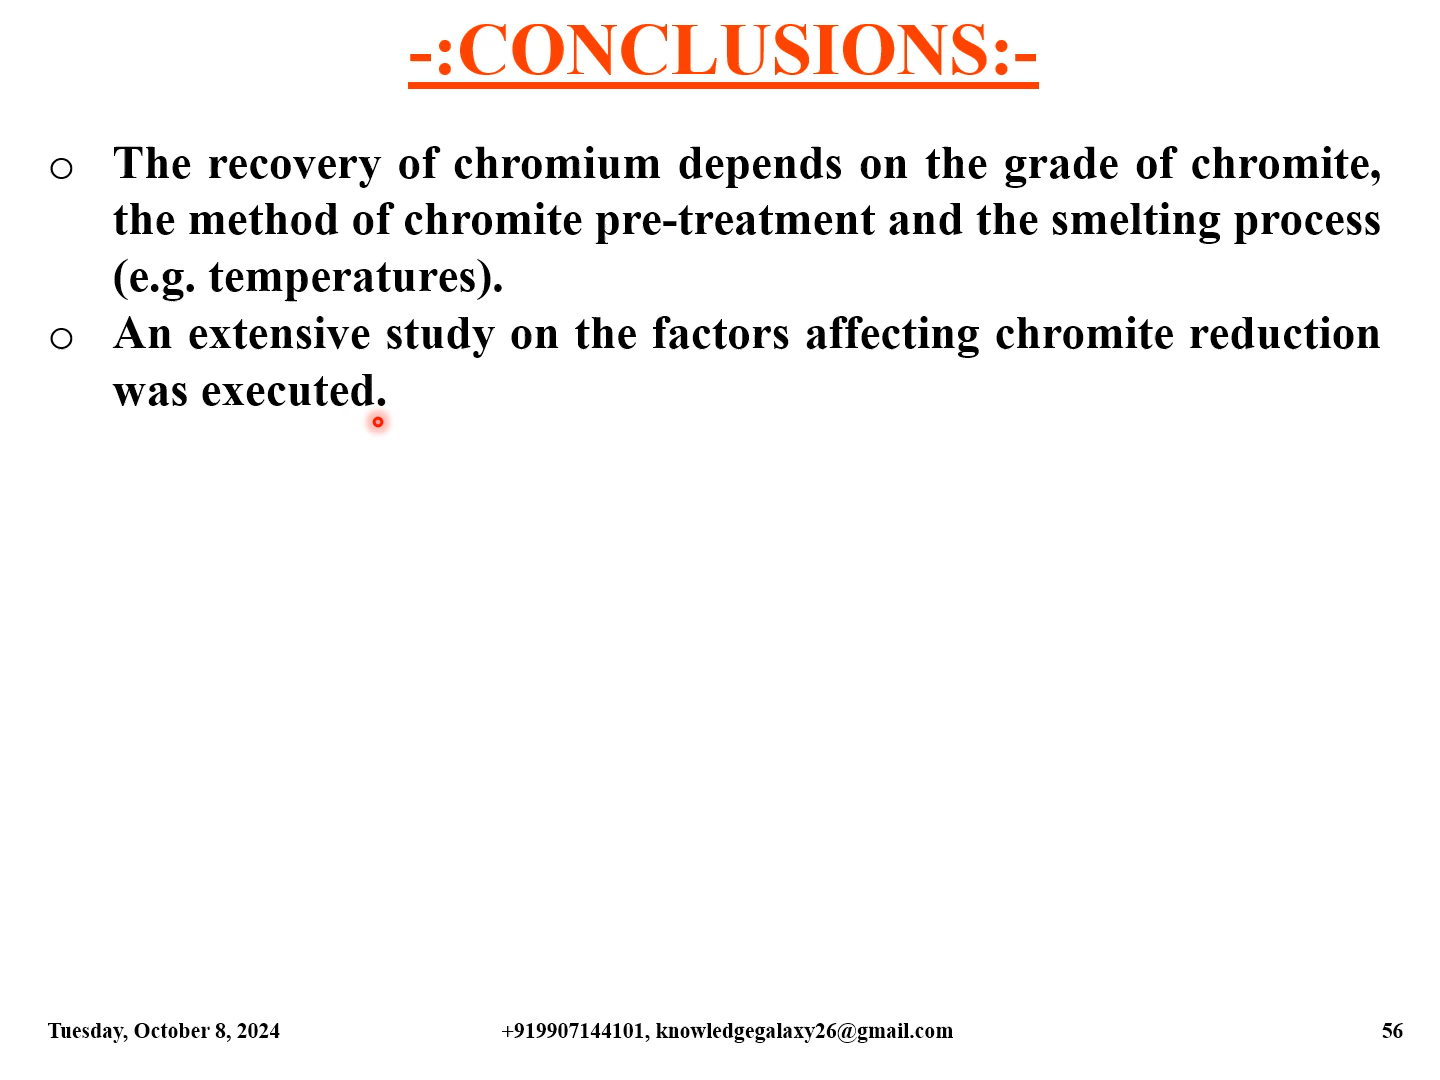 -:CONCLUSIONS:-
o The recovery of chromium depends on the grade of chromite,
the method of chromite pre-treatment and the smelting process
(e.g. temperatures).
o An extensive study on the factors affecting chromite reduction
was executed.
Tuesday, October 8, 2024 +919907144101, knowledgegalaxy26@gmail.com 56